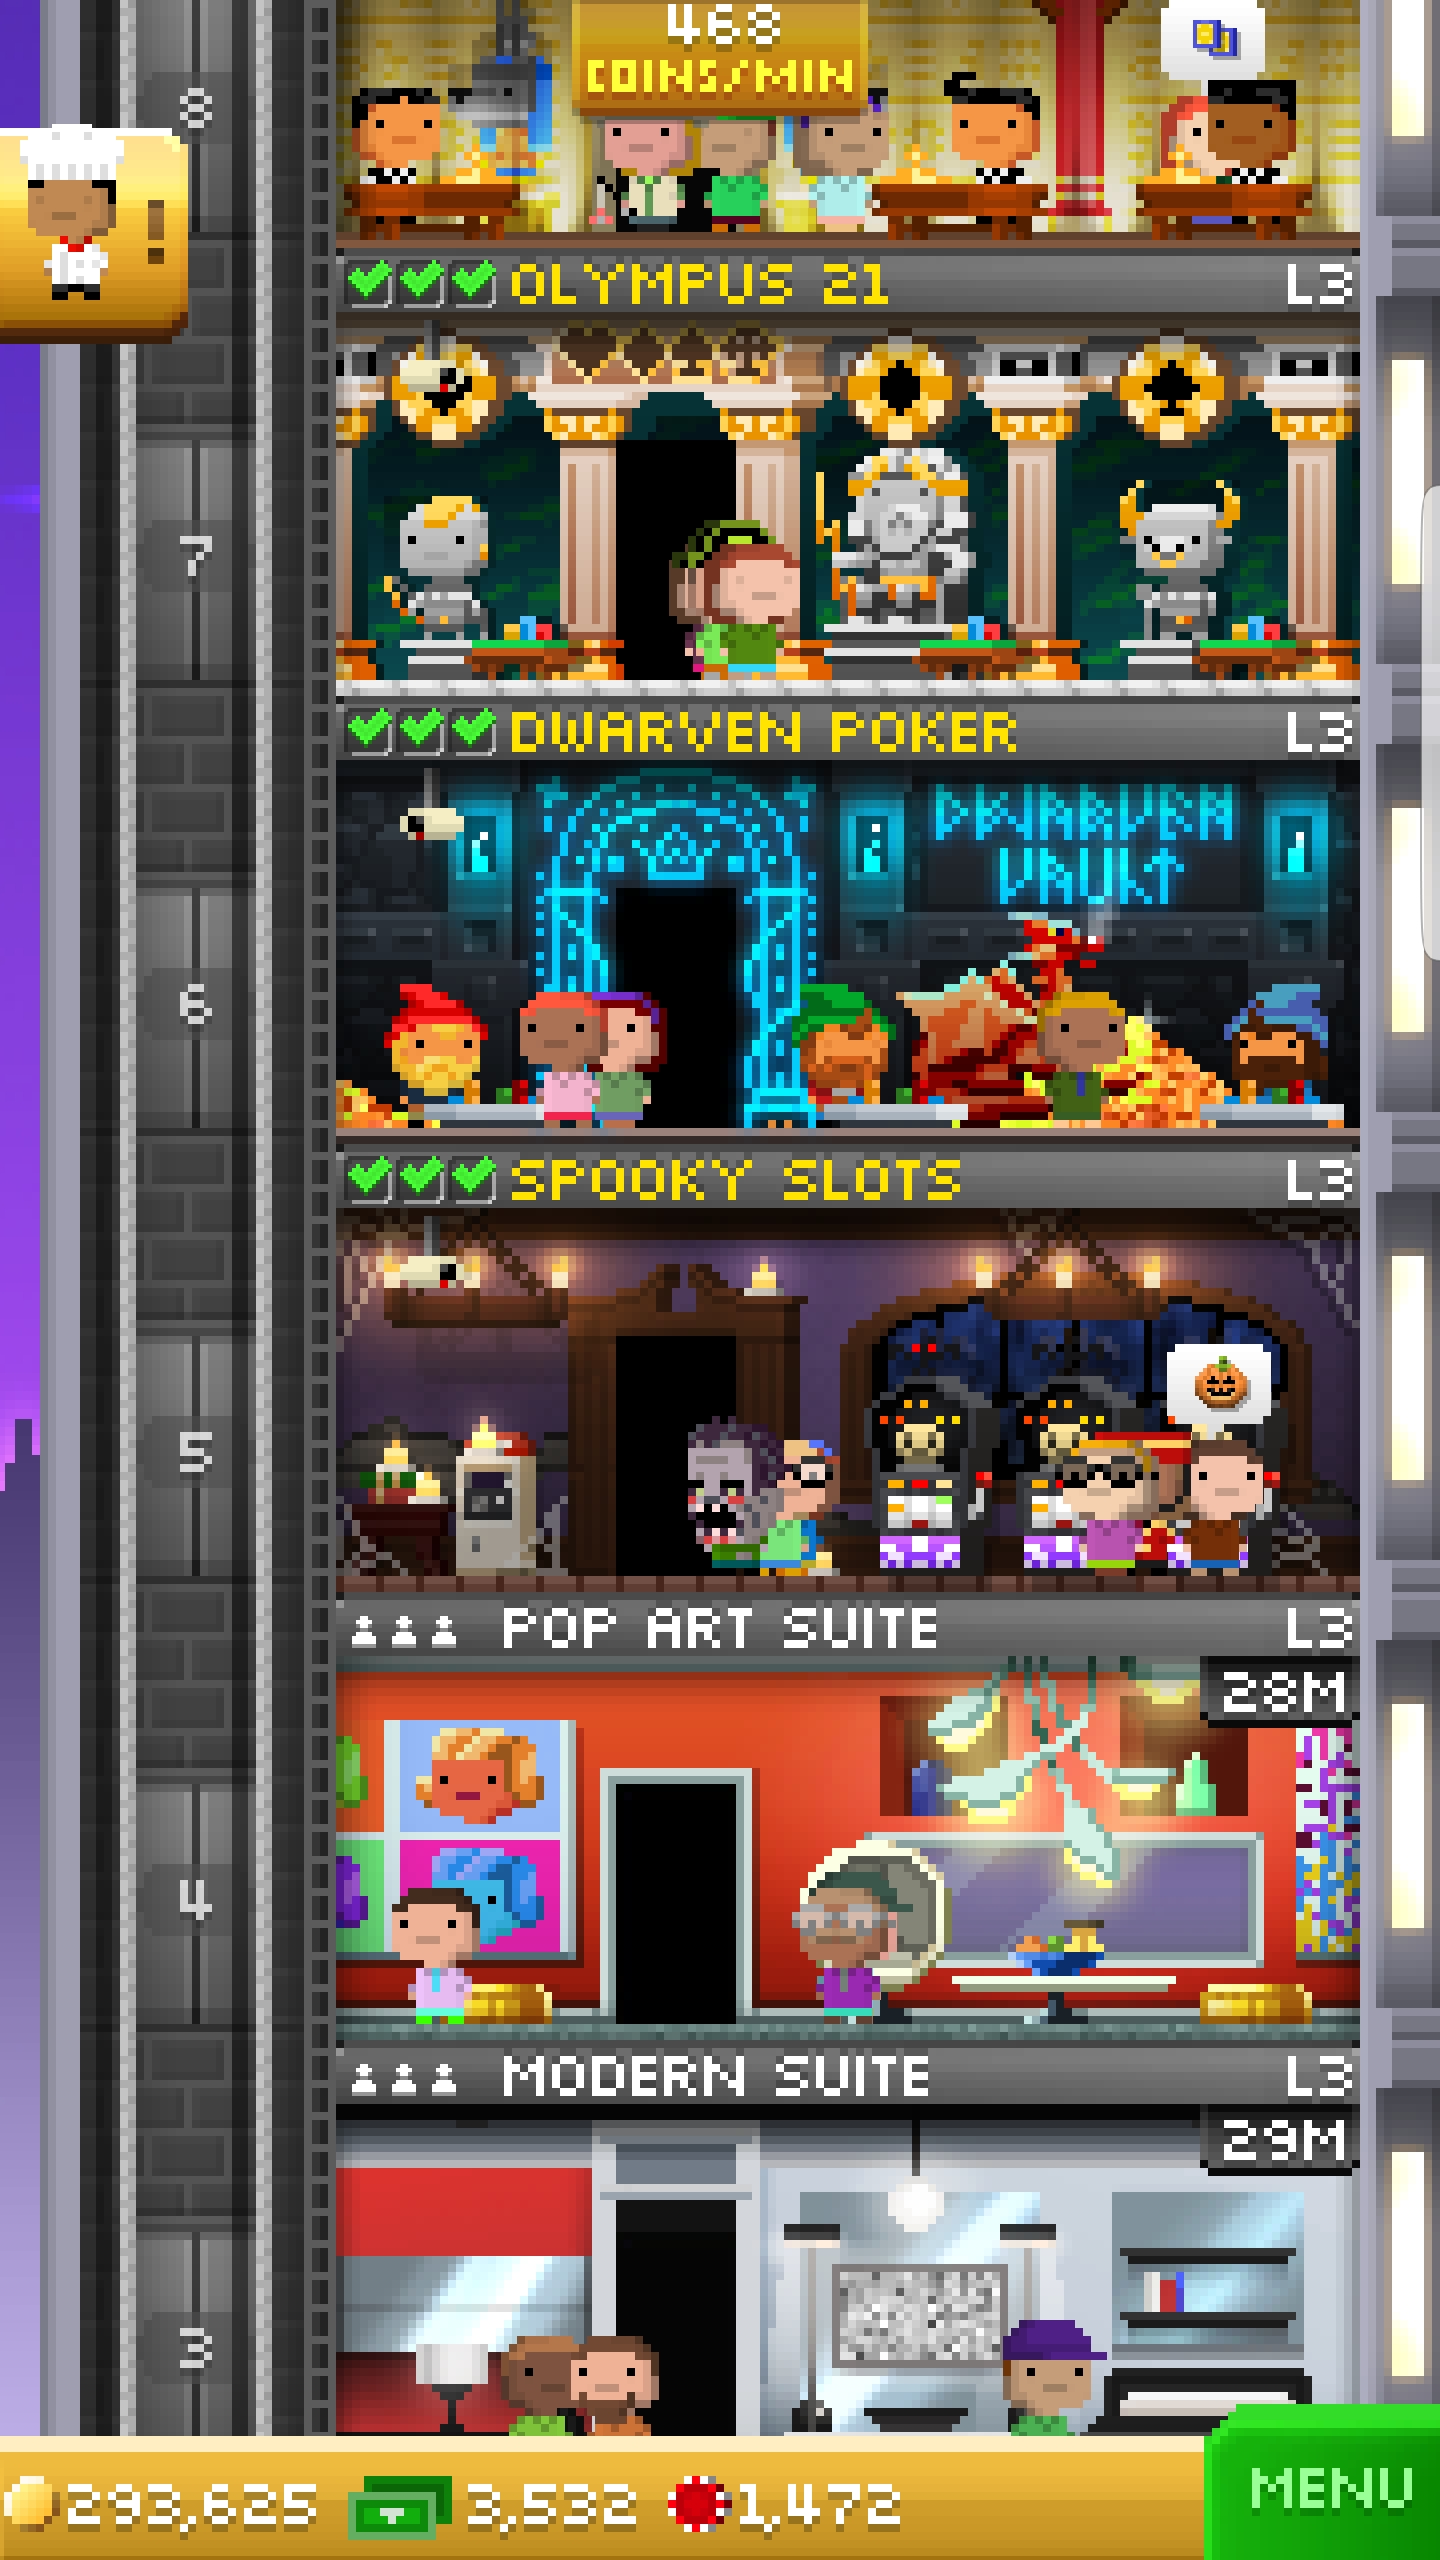 468
COINS/MIN
8
!
OLYMPUS 21 L3
7
DWARVEN POKER L3
DWARVEN
VAULT
6
SPOOKY SLOTS L3
5
POP ART SUITE L3
28M
4
MODERN SUITE L3
29M
3
293,625 3,532 1,472 MENU